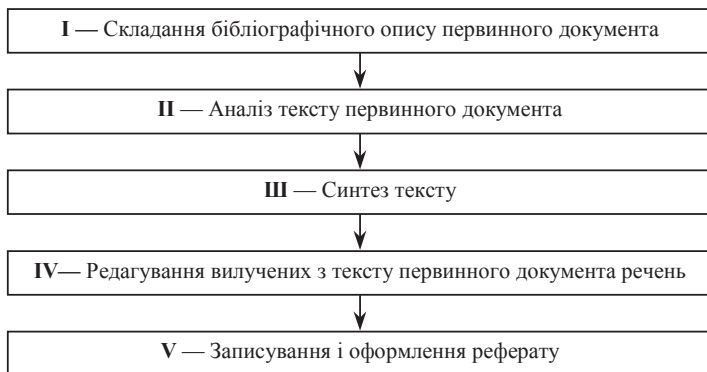 I — Складання бібліографічного опису первинного документа
II — Аналіз тексту первинного документа
III — Синтез тексту
IV— Редагування вилучених з тексту первинного документа речень
V — Записування і оформлення реферату